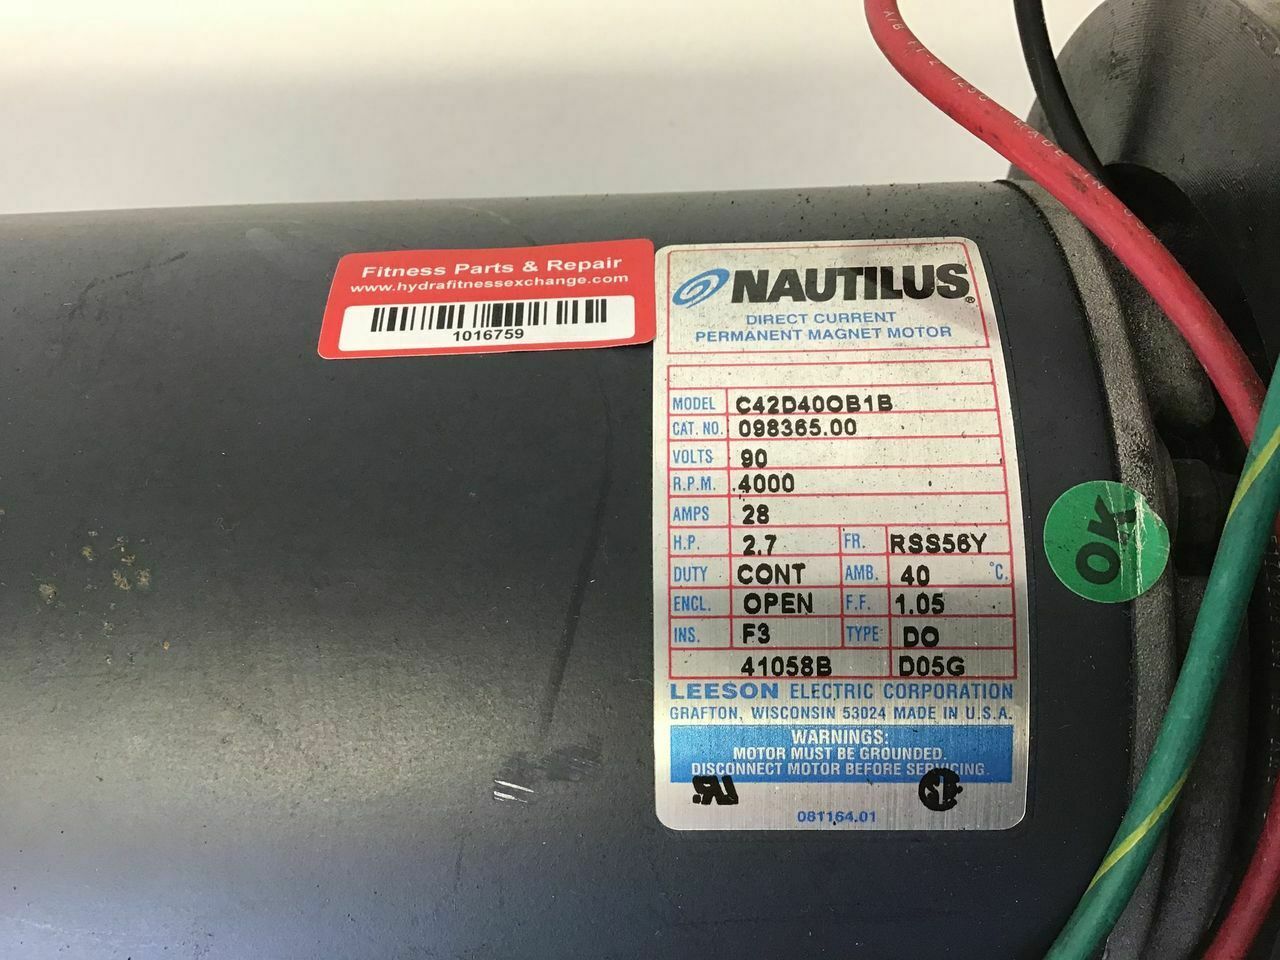 Fitness Parts & Repair
www.hydrafitnessexchange.com
1016759
NAUTILUS®
DIRECT CURRENT
PERMANENT MAGNET MOTOR
MODEL C42D40OB1B
CAT. NO. 098365.00
VOLTS 90
R.P.M. 4000
AMPS 28
H.P. 2.7 FR. RSS56Y
DUTY CONT AMB. 40 °C.
ENCL. OPEN F.F. 1.05
INS. F3 TYPE DO
41058B D05G
LEESON ELECTRIC CORPORATION
GRAFTON, WISCONSIN 53024 MADE IN U.S.A.
WARNINGS:
MOTOR MUST BE GROUNDED.
DISCONNECT MOTOR BEFORE SERVICING.
081164.01
OK
MADE IN